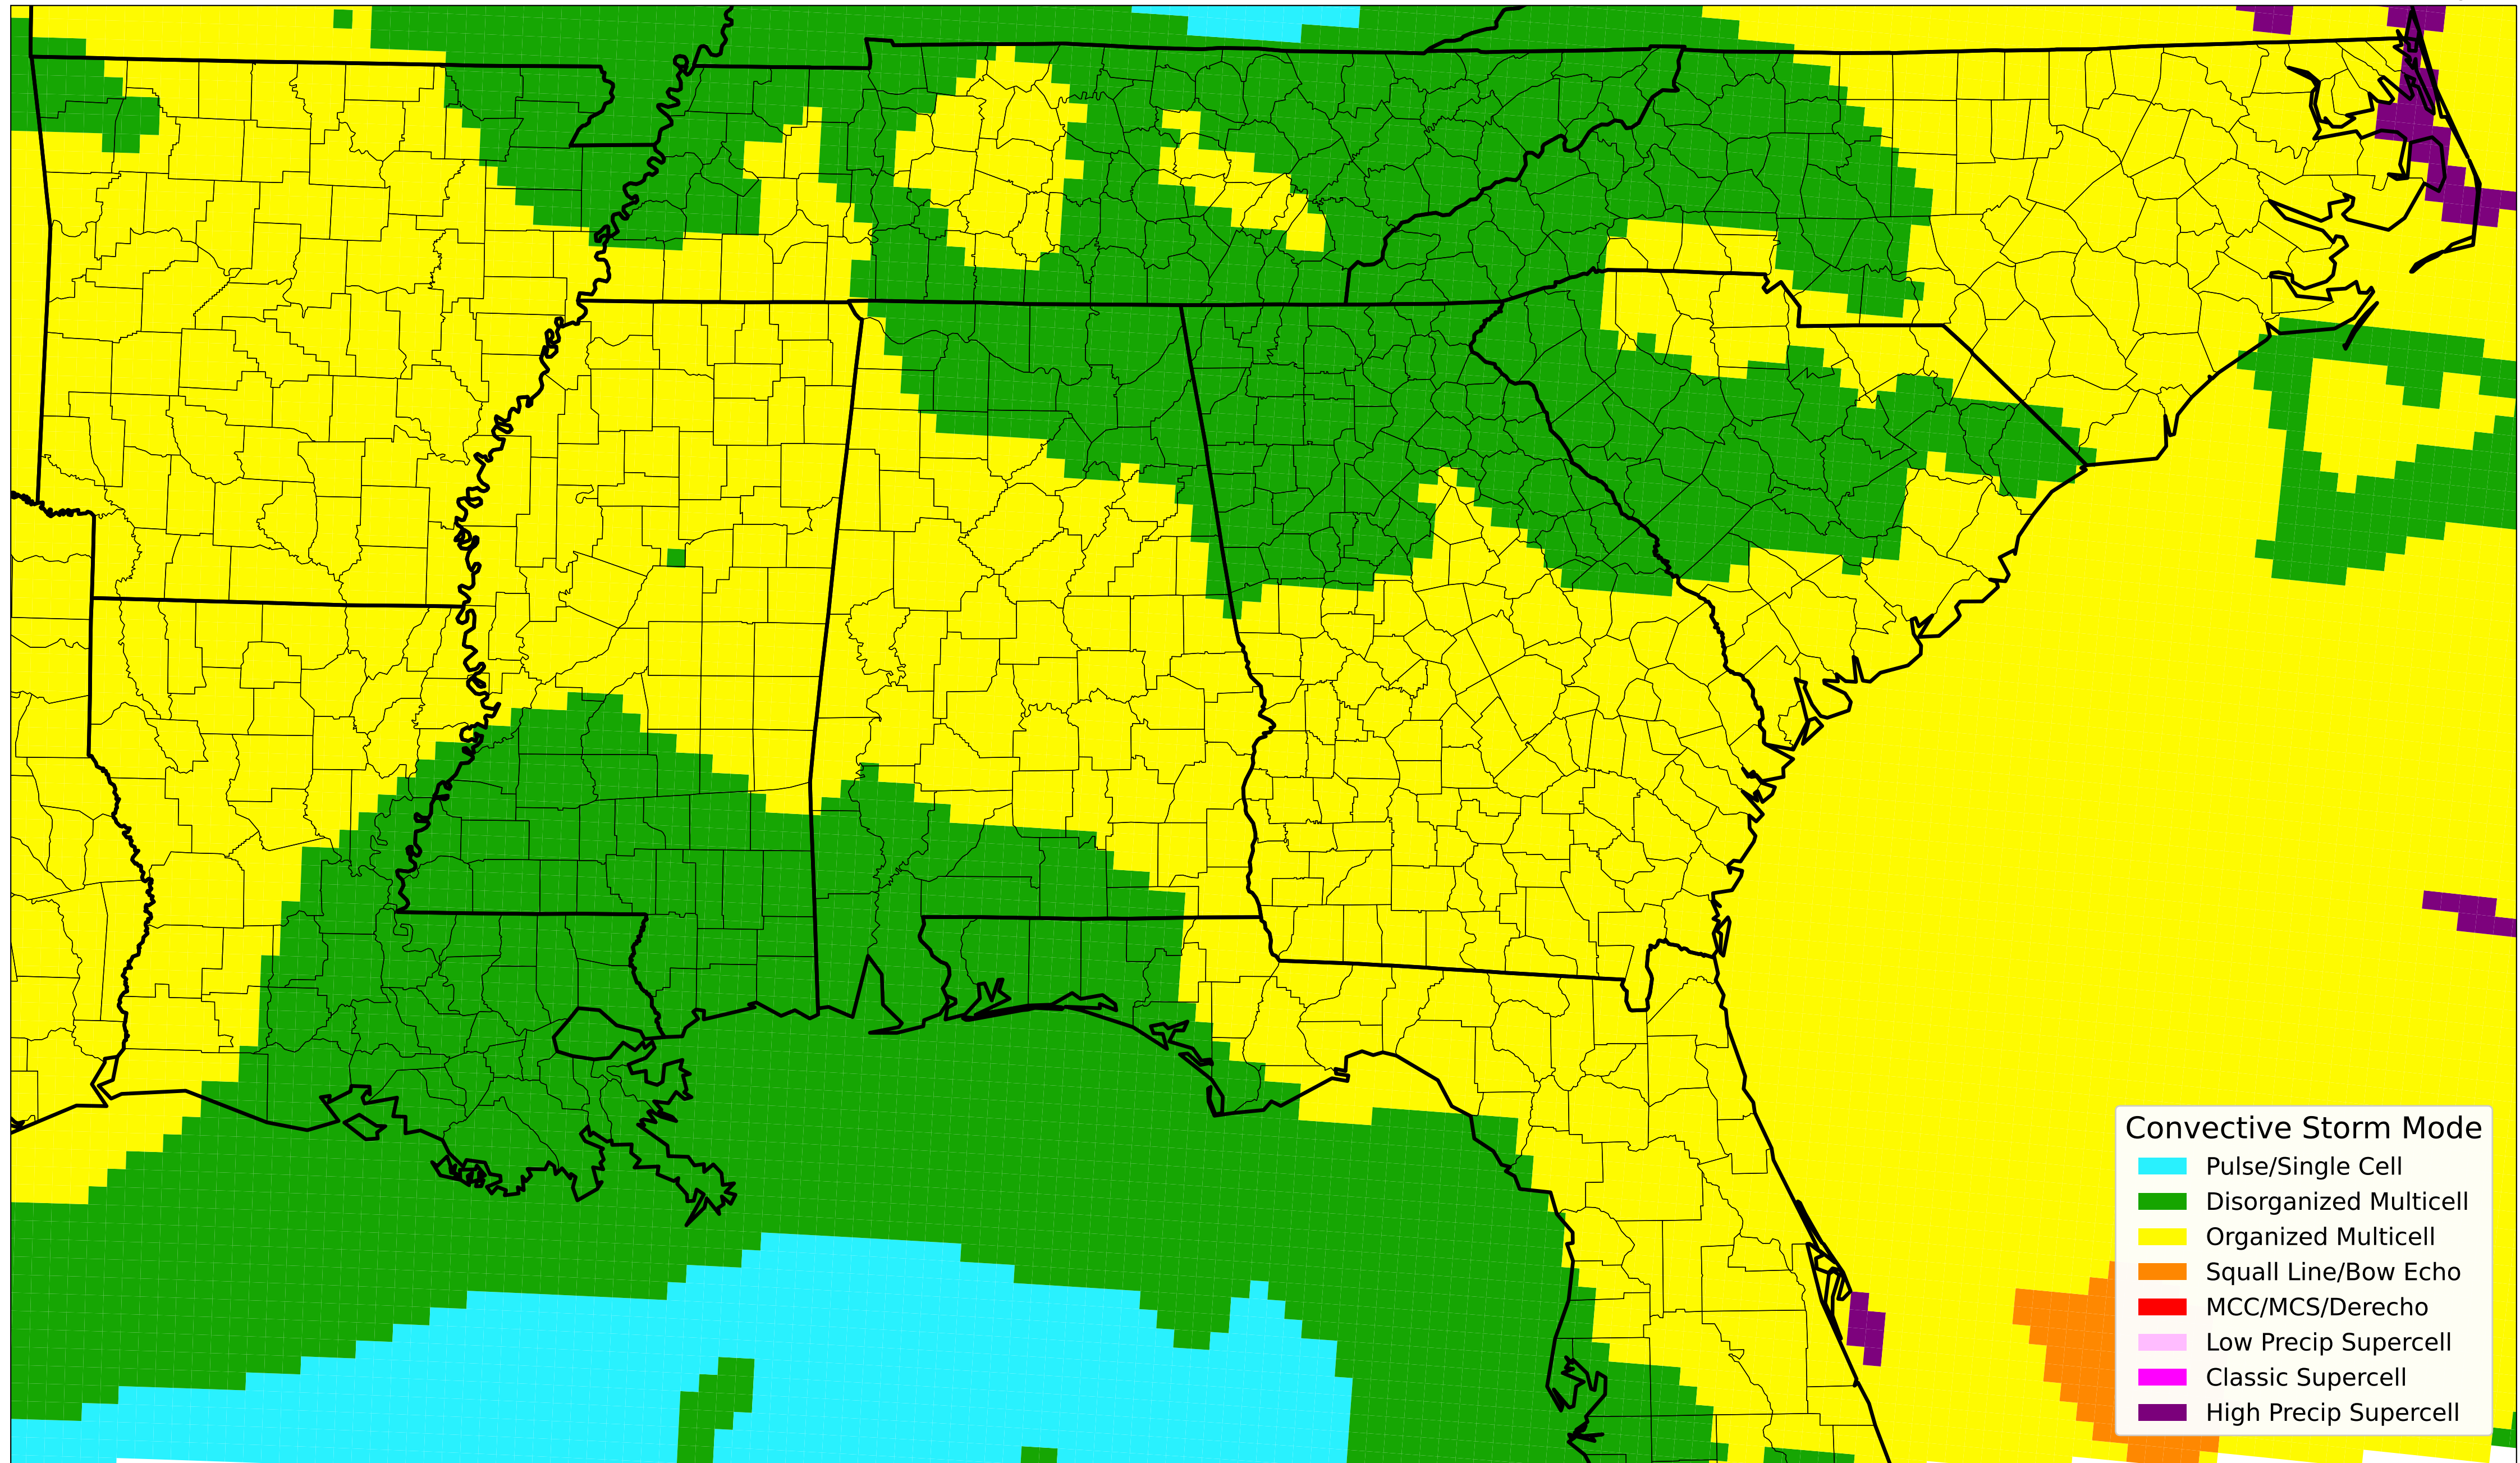 Convective Storm Mode
Pulse/Single Cell
Disorganized Multicell
Organized Multicell
Squall Line/Bow Echo
MCC/MCS/Derecho
Low Precip Supercell
Classic Supercell
High Precip Supercell